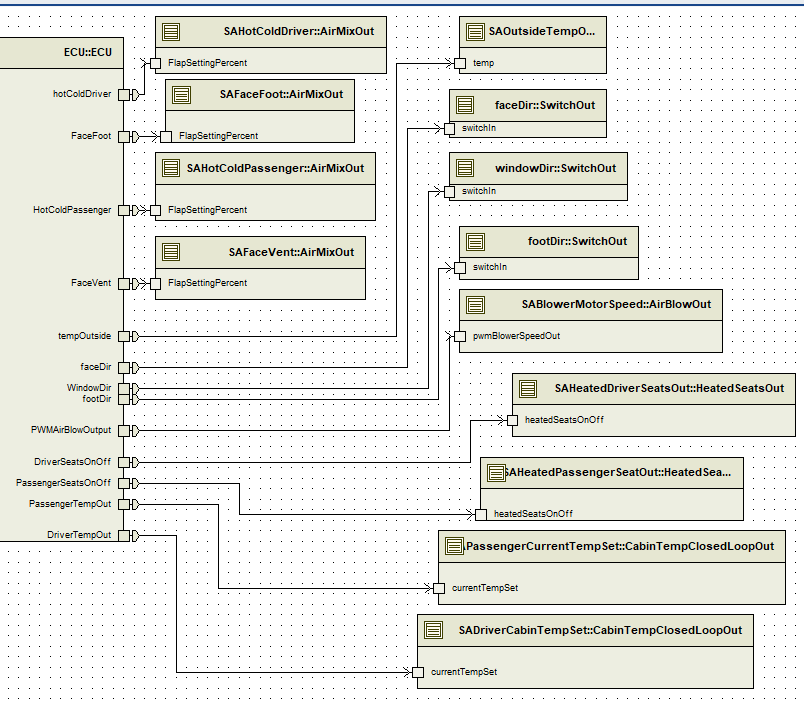 SAHotColdDriver::AirMixOut
SAOutsideTempO...
ECU::ECU
FlapSettingPercent
temp
hotColdDriver
SAFaceFoot::AirMixOut
faceDir::SwitchOut
switchIn
FaceFoot
FlapSettingPercent
SAHotColdPassenger::AirMixOut
windowDir::SwitchOut
switchIn
HotColdPassenger
FlapSettingPercent
footDir::SwitchOut
SAFaceVent::AirMixOut
switchIn
FaceVent
FlapSettingPercent
SABlowerMotorSpeed::AirBlowOut
tempOutside
pwmBlowerSpeedOut
faceDir
WindowDir
footDir
SAHeatedDriverSeatsOut::HeatedSeatsOut
heatedSeatsOnOff
PWMAirBlowOutput
DriverSeatsOnOff
SAHeatedPassengerSeatOut::HeatedSea...
PassengerSeatsOnOff
PassengerTempOut
heatedSeatsOnOff
DriverTempOut
PassengerCurrentTempSet::CabinTempClosedLoopOut
currentTempSet
SADriverCabinTempSet::CabinTempClosedLoopOut
currentTempSet